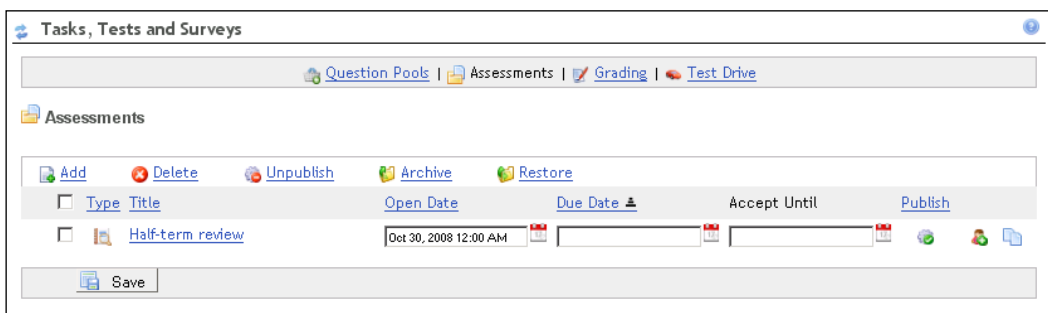 Tasks, Tests and Surveys
Question Pools | Assessments | Grading | Test Drive
Assessments
Add Delete Unpublish Archive Restore
Type Title Open Date Due Date Accept Until Publish
Half-term review Oct 30, 2008 12:00 AM
Save